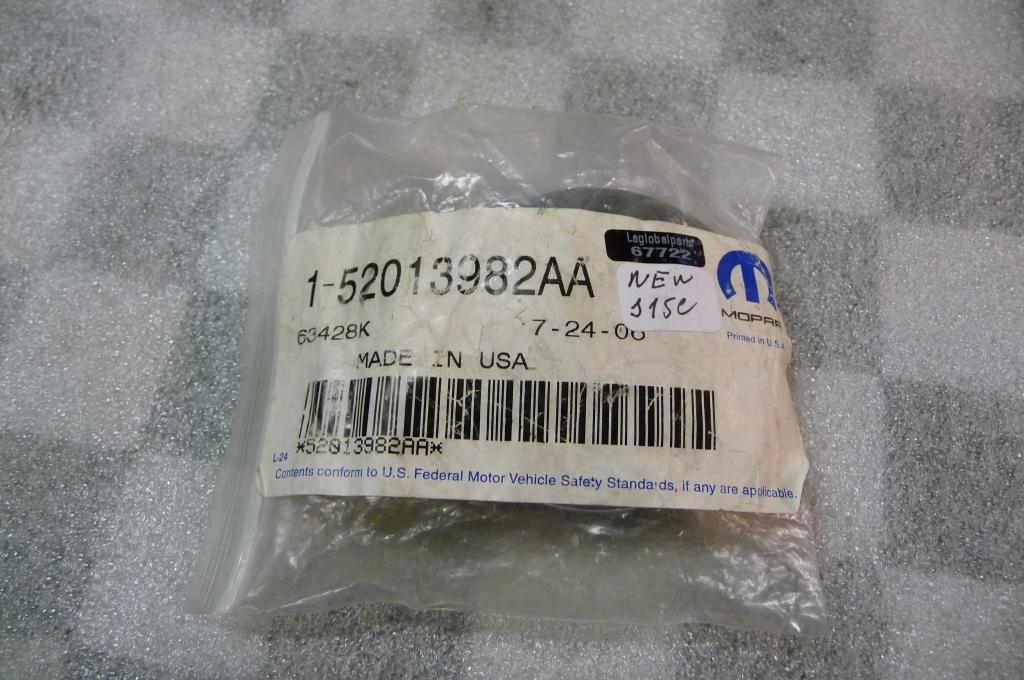 Laglobalparts
67722
NEW
S15C
1-52013982AA
MOPAR
Printed in U.S.A
63428K 7-24-06
MADE IN USA
*52013982AA*
L-24
Contents conform to U.S. Federal Motor Vehicle Safety Standards, if any are applicable.